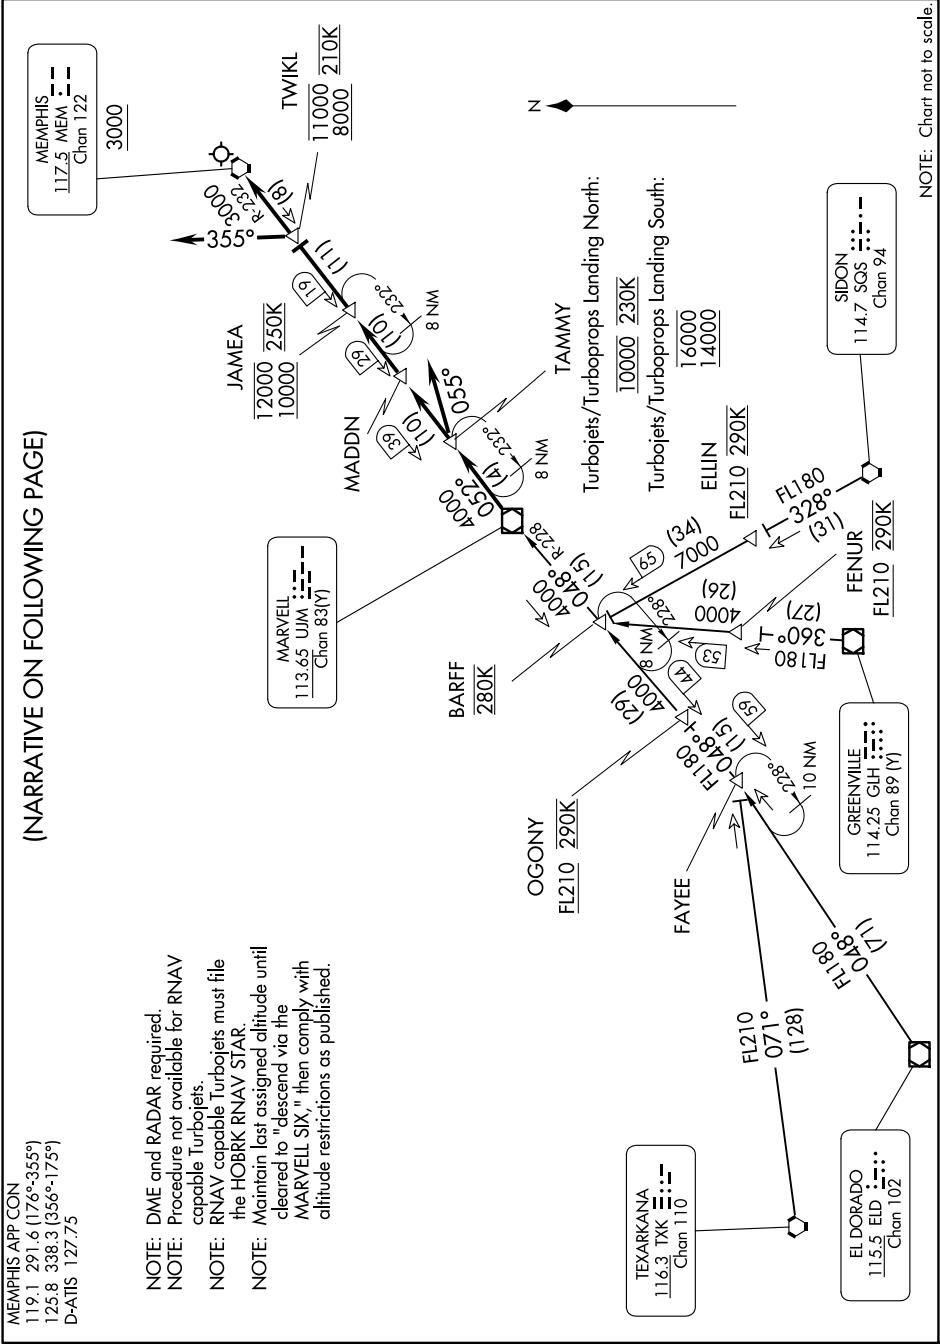 (NARRATIVE ON FOLLOWING PAGE)
MEMPHIS APP CON
119.1 291.6 (176°-355°)
125.8 338.3 (356°-175°)
D-ATIS 127.75
NOTE: DME and RADAR required.
NOTE: Procedure not available for RNAV
capable Turbojets.
NOTE: RNAV capable Turbojets must file
the HOBRK RNAV STAR.
NOTE: Maintain last assigned altitude until
cleared to "descend via the
MARVELL SIX," then comply with
altitude restrictions as published.
MEMPHIS
117.5 MEM
Chan 122
3000
TWIKL
11000 210K
8000
3000
R-232
(8)
355°
(11)
19
JAMEA
12000 250K
10000
232°
8 NM
(10)
29
MADDN
39
(10)
055°
TAMMY
Turbojets/Turboprops Landing North:
10000 230K
Turbojets/Turboprops Landing South:
16000
14000
232°
8 NM
4000
052°
(4)
MARVELL
113.65 UJM
Chan 83(Y)
R-228
4000
048°
(15)
BARFF
280K
228°
8 NM
65
(34)
7000
ELLIN
FL210 290K
FL180
328°
(31)
SIDON
114.7 SQS
Chan 94
4000
(26)
53
FENUR
FL210 290K
(27)
360°
FL180
GREENVILLE
114.25 GLH
Chan 89 (Y)
44
4000
(29)
OGONY
FL210 290K
FL180
048°
(15)
59
FAYEE
228°
10 NM
FL210
071°
(128)
FL180
048°
(71)
TEXARKANA
116.3 TXK
Chan 110
EL DORADO
115.5 ELD
Chan 102
N
NOTE: Chart not to scale.